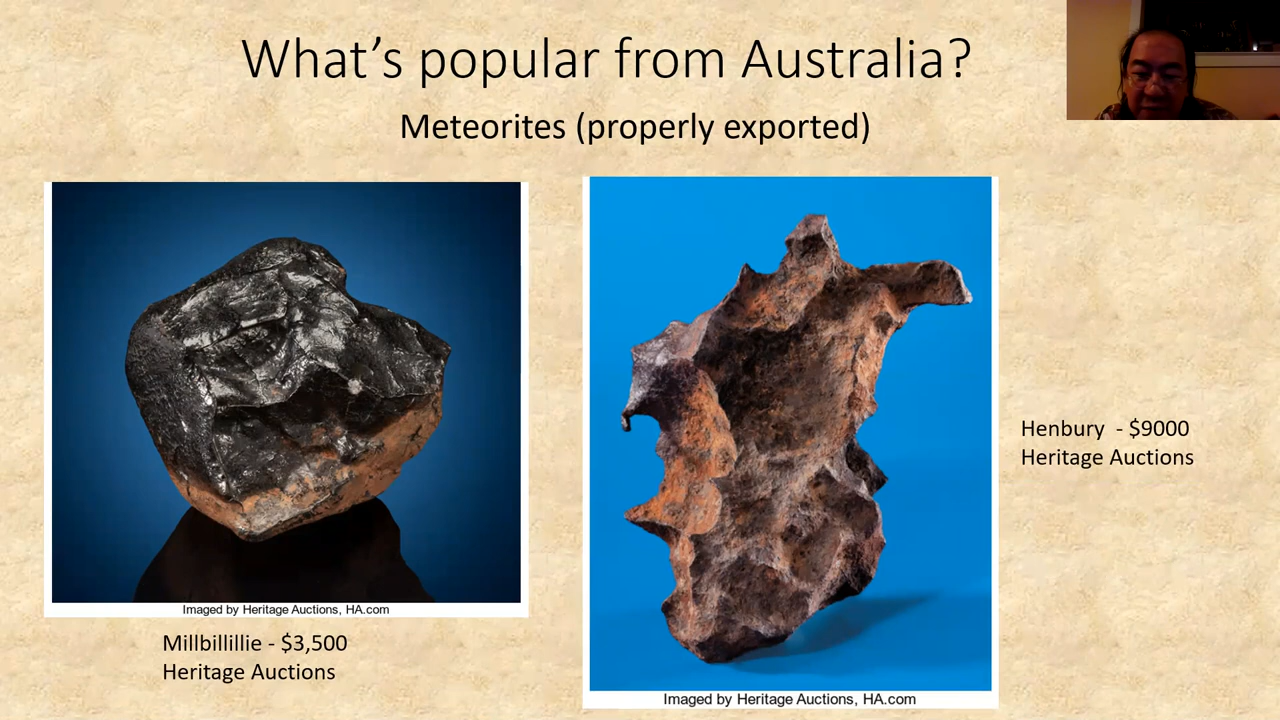 What's popular from Australia?
Meteorites (properly exported)
Imaged by Heritage Auctions, HA.com
Millbillillie - $3,500
Heritage Auctions
Imaged by Heritage Auctions, HA.com
Henbury - $9000
Heritage Auctions